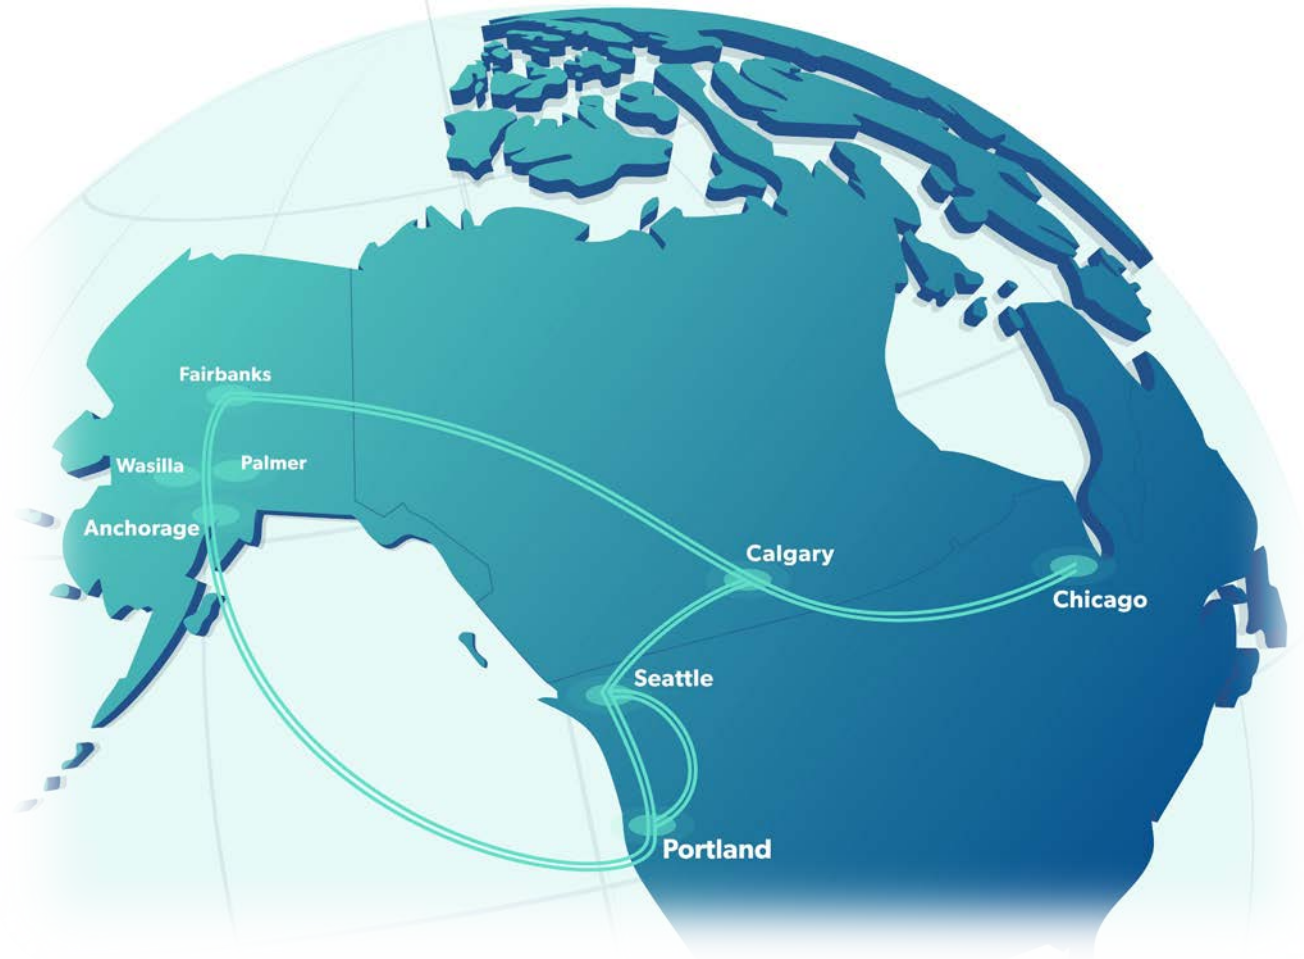 Fairbanks
Wasilla
Palmer
Anchorage
Calgary
Chicago
Seattle
Portland